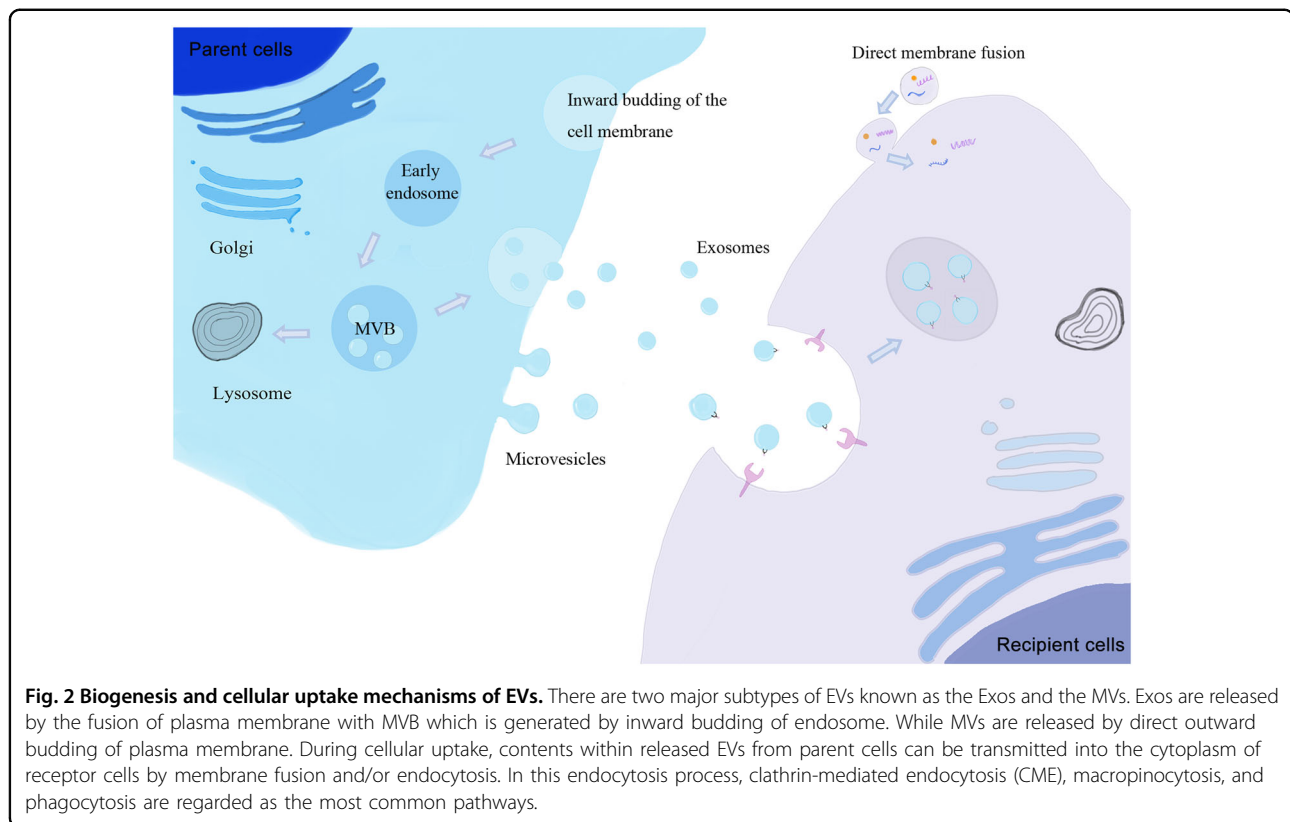 Parent cells
Direct membrane fusion
Inward budding of the
cell membrane
Early
endosome
Golgi
Exosomes
MVB
Lysosome
Microvesicles
Recipient cells
Fig. 2 Biogenesis and cellular uptake mechanisms of EVs. There are two major subtypes of EVs known as the Exos and the MVs. Exos are released
by the fusion of plasma membrane with MVB which is generated by inward budding of endosome. While MVs are released by direct outward
budding of plasma membrane. During cellular uptake, contents within released EVs from parent cells can be transmitted into the cytoplasm of
receptor cells by membrane fusion and/or endocytosis. In this endocytosis process, clathrin-mediated endocytosis (CME), macropinocytosis, and
phagocytosis are regarded as the most common pathways.